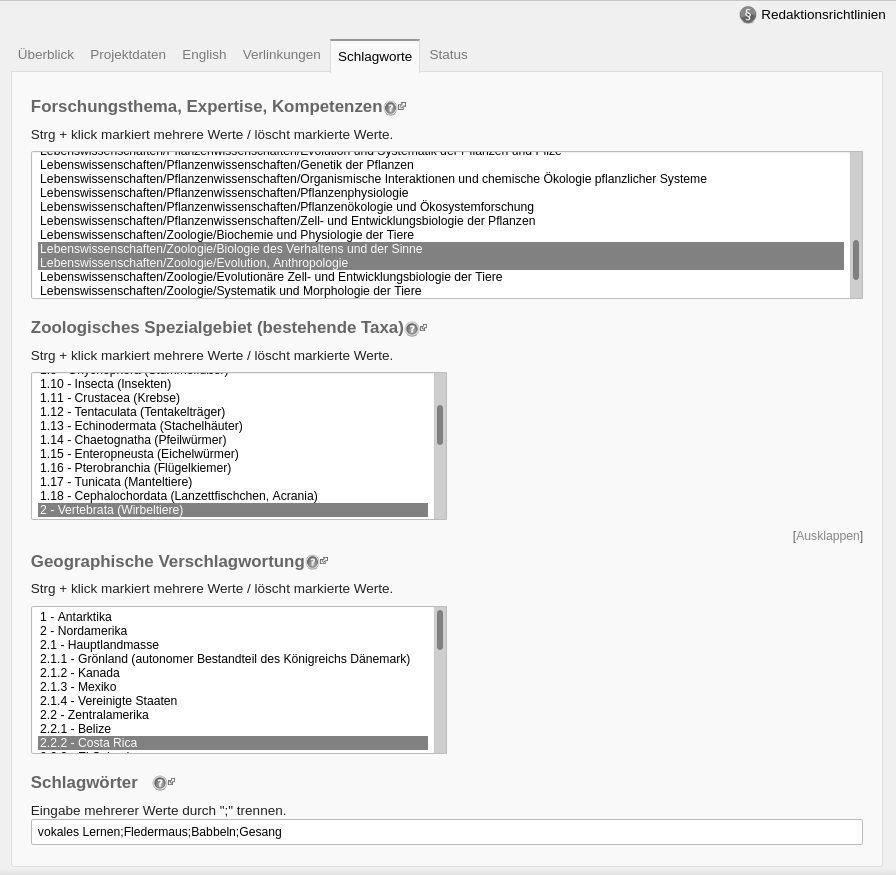 Redaktionsrichtlinien
Überblick Projektdaten English Verlinkungen Schlagworte Status
Forschungsthema, Expertise, Kompetenzen
Strg + klick markiert mehrere Werte / löscht markierte Werte.
Lebenswissenschaften/Pflanzenwissenschaften/Evolution und Systematik der Pflanzen und Pilze
Lebenswissenschaften/Pflanzenwissenschaften/Genetik der Pflanzen
Lebenswissenschaften/Pflanzenwissenschaften/Organismische Interaktionen und chemische Ökologie pflanzlicher Systeme
Lebenswissenschaften/Pflanzenwissenschaften/Pflanzenphysiologie
Lebenswissenschaften/Pflanzenwissenschaften/Pflanzenökologie und Ökosystemforschung
Lebenswissenschaften/Pflanzenwissenschaften/Zell- und Entwicklungsbiologie der Pflanzen
Lebenswissenschaften/Zoologie/Biochemie und Physiologie der Tiere
Lebenswissenschaften/Zoologie/Biologie des Verhaltens und der Sinne
Lebenswissenschaften/Zoologie/Evolution, Anthropologie
Lebenswissenschaften/Zoologie/Evolutionäre Zell- und Entwicklungsbiologie der Tiere
Lebenswissenschaften/Zoologie/Systematik und Morphologie der Tiere
Zoologisches Spezialgebiet (bestehende Taxa)
Strg + klick markiert mehrere Werte / löscht markierte Werte.
1.9 - Onychophora (Stummelfüßer)
1.10 - Insecta (Insekten)
1.11 - Crustacea (Krebse)
1.12 - Tentaculata (Tentakelträger)
1.13 - Echinodermata (Stachelhäuter)
1.14 - Chaetognatha (Pfeilwürmer)
1.15 - Enteropneusta (Eichelwürmer)
1.16 - Pterobranchia (Flügelkiemer)
1.17 - Tunicata (Manteltiere)
1.18 - Cephalochordata (Lanzettfischchen, Acrania)
2 - Vertebrata (Wirbeltiere)
[Ausklappen]
Geographische Verschlagwortung
Strg + klick markiert mehrere Werte / löscht markierte Werte.
1 - Antarktika
2 - Nordamerika
2.1 - Hauptlandmasse
2.1.1 - Grönland (autonomer Bestandteil des Königreichs Dänemark)
2.1.2 - Kanada
2.1.3 - Mexiko
2.1.4 - Vereinigte Staaten
2.2 - Zentralamerika
2.2.1 - Belize
2.2.2 - Costa Rica
Schlagwörter
Eingabe mehrerer Werte durch ";" trennen.
vokales Lernen;Fledermaus;Babbeln;Gesang